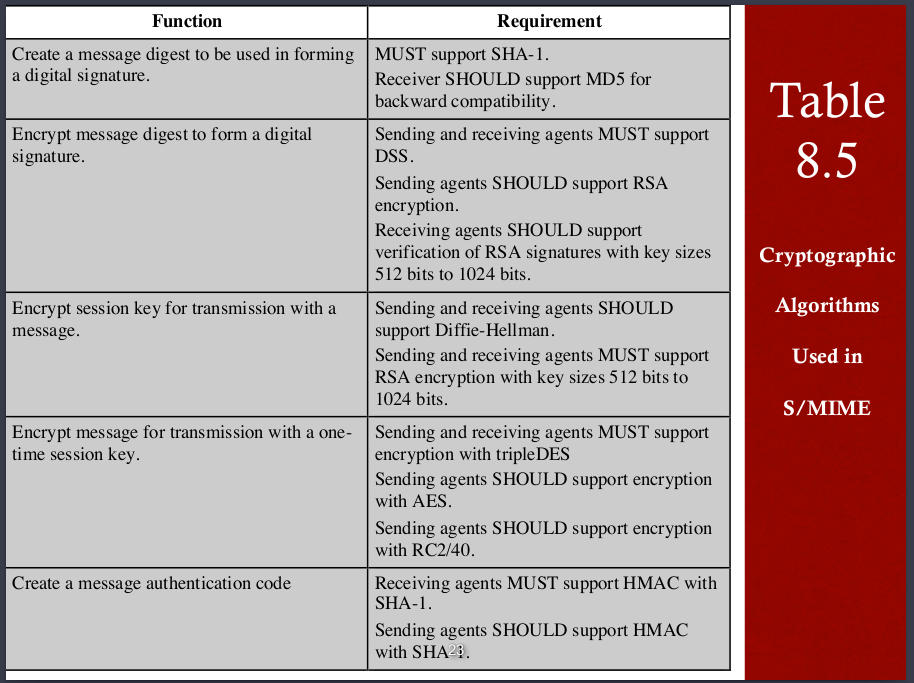 Function
Requirement
Create a message digest to be used in forming
a digital signature.
MUST support SHA-1.
Receiver SHOULD support MD5 for
backward compatibility.
Encrypt message digest to form a digital
signature.
Sending and receiving agents MUST support
DSS.
Sending agents SHOULD support RSA
encryption.
Receiving agents SHOULD support
verification of RSA signatures with key sizes
512 bits to 1024 bits.
Encrypt session key for transmission with a
message.
Sending and receiving agents SHOULD
support Diffie-Hellman.
Sending and receiving agents MUST support
RSA encryption with key sizes 512 bits to
1024 bits.
Encrypt message for transmission with a one-
time session key.
Sending and receiving agents MUST support
encryption with tripleDES
Sending agents SHOULD support encryption
with AES.
Sending agents SHOULD support encryption
with RC2/40.
Create a message authentication code
Receiving agents MUST support HMAC with
SHA-1.
Sending agents SHOULD support HMAC
with SHA-1.
23
Table
8.5
Cryptographic
Algorithms
Used in
S/MIME